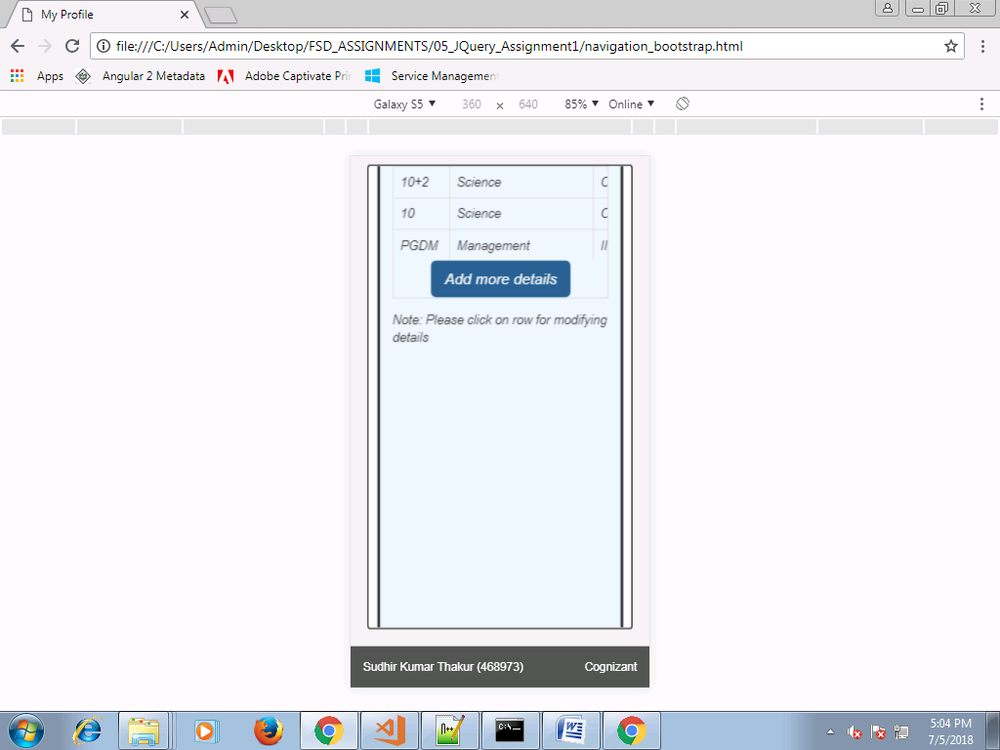 My Profile
file:///C:/Users/Admin/Desktop/FSD_ASSIGNMENTS/05_JQuery_Assignment1/navigation_bootstrap.html
Apps Angular 2 Metadata Adobe Captivate Pri Service Managemen
Galaxy S5 ▼ 360 x 640 85% ▼ Online ▼
10+2 Science C
10 Science C
PGDM Management II
Add more details
Note: Please click on row for modifying
details
Sudhir Kumar Thakur (468973) Cognizant
5:04 PM
7/5/2018